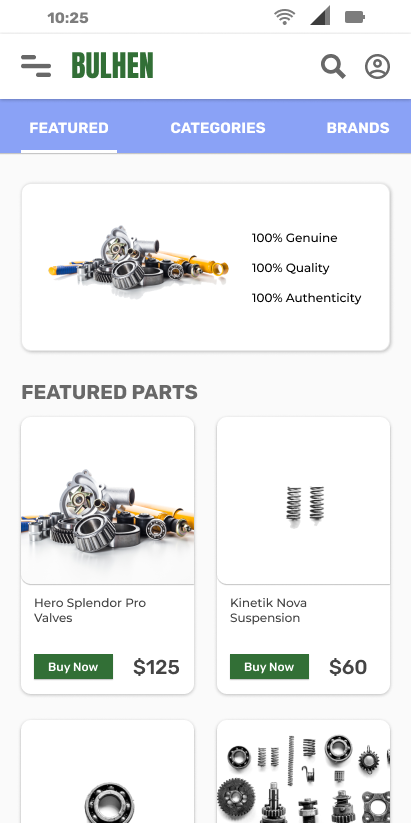 10:25
BULHEN
FEATURED CATEGORIES BRANDS
100% Genuine
100% Quality
100% Authenticity
FEATURED PARTS
Hero Splendor Pro
Valves
Buy Now $125
Kinetik Nova
Suspension
Buy Now $60